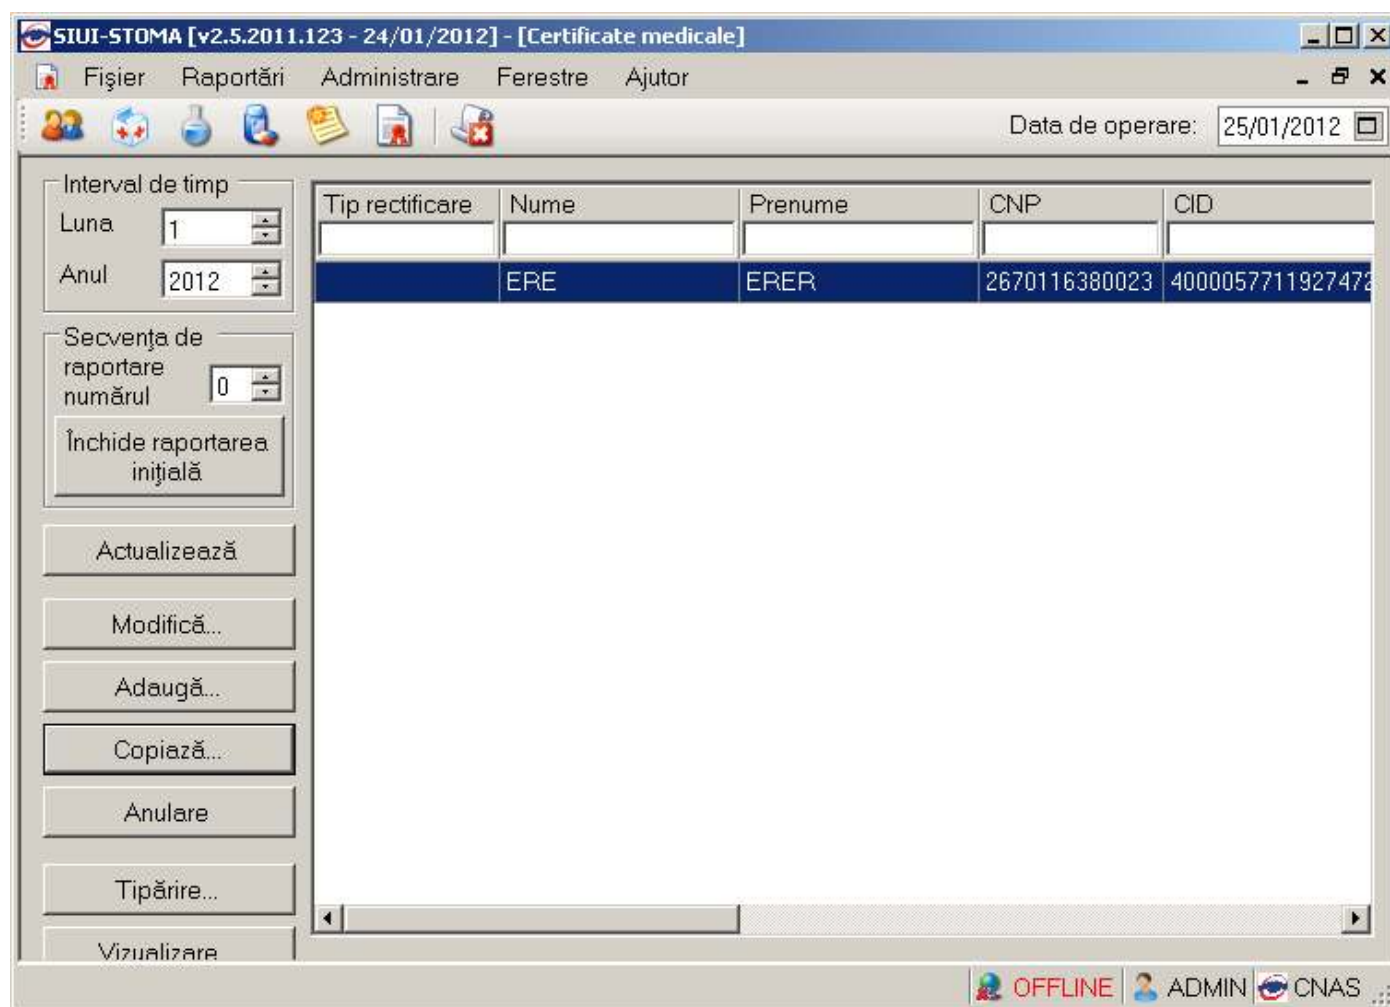 SIUI-STOMA [v2.5.2011.123 - 24/01/2012] - [Certificate medicale]
Fişier Raportări Administrare Ferestre Ajutor
Data de operare: 25/01/2012
Interval de timp
Luna 1
Anul 2012
Secvenţa de
raportare
numărul 0
Închide raportarea
iniţială
Actualizează
Modifică...
Adaugă...
Copiază...
Anulare
Tipărire...
Vizualizare
Tip rectificare Nume Prenume CNP CID
ERE ERER 2670116380023 4000057711927472
OFFLINE ADMIN CNAS